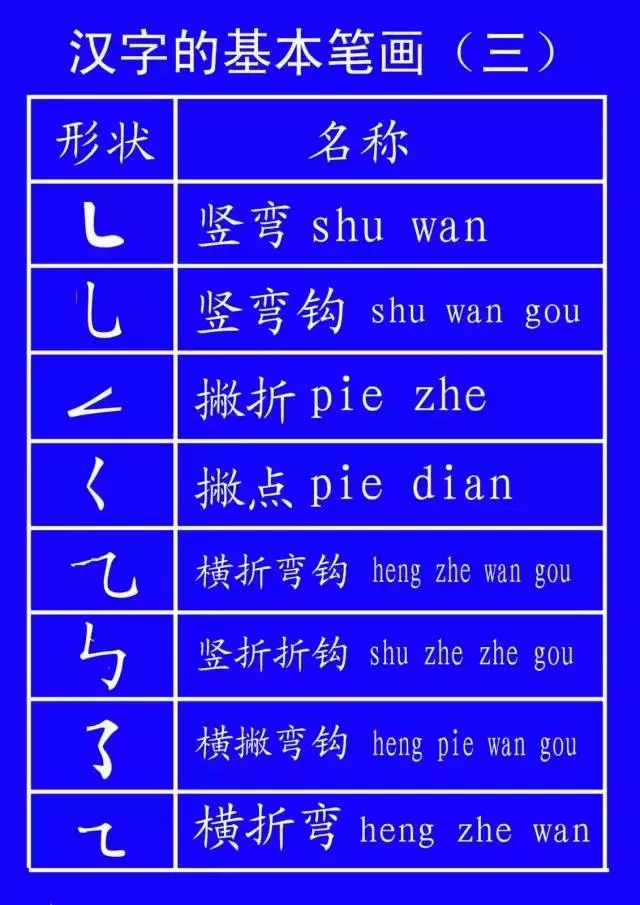 汉字的基本笔画（三）
形状 名称
㇄ 竖弯 shu wan
乚 竖弯钩 shu wan gou
㇜ 撇折 pie zhe
㇛ 撇点 pie dian
⺄ 横折弯钩 heng zhe wan gou
㇉ 竖折折钩 shu zhe zhe gou
㇌ 横撇弯钩 heng pie wan gou
㇍ 横折弯 heng zhe wan